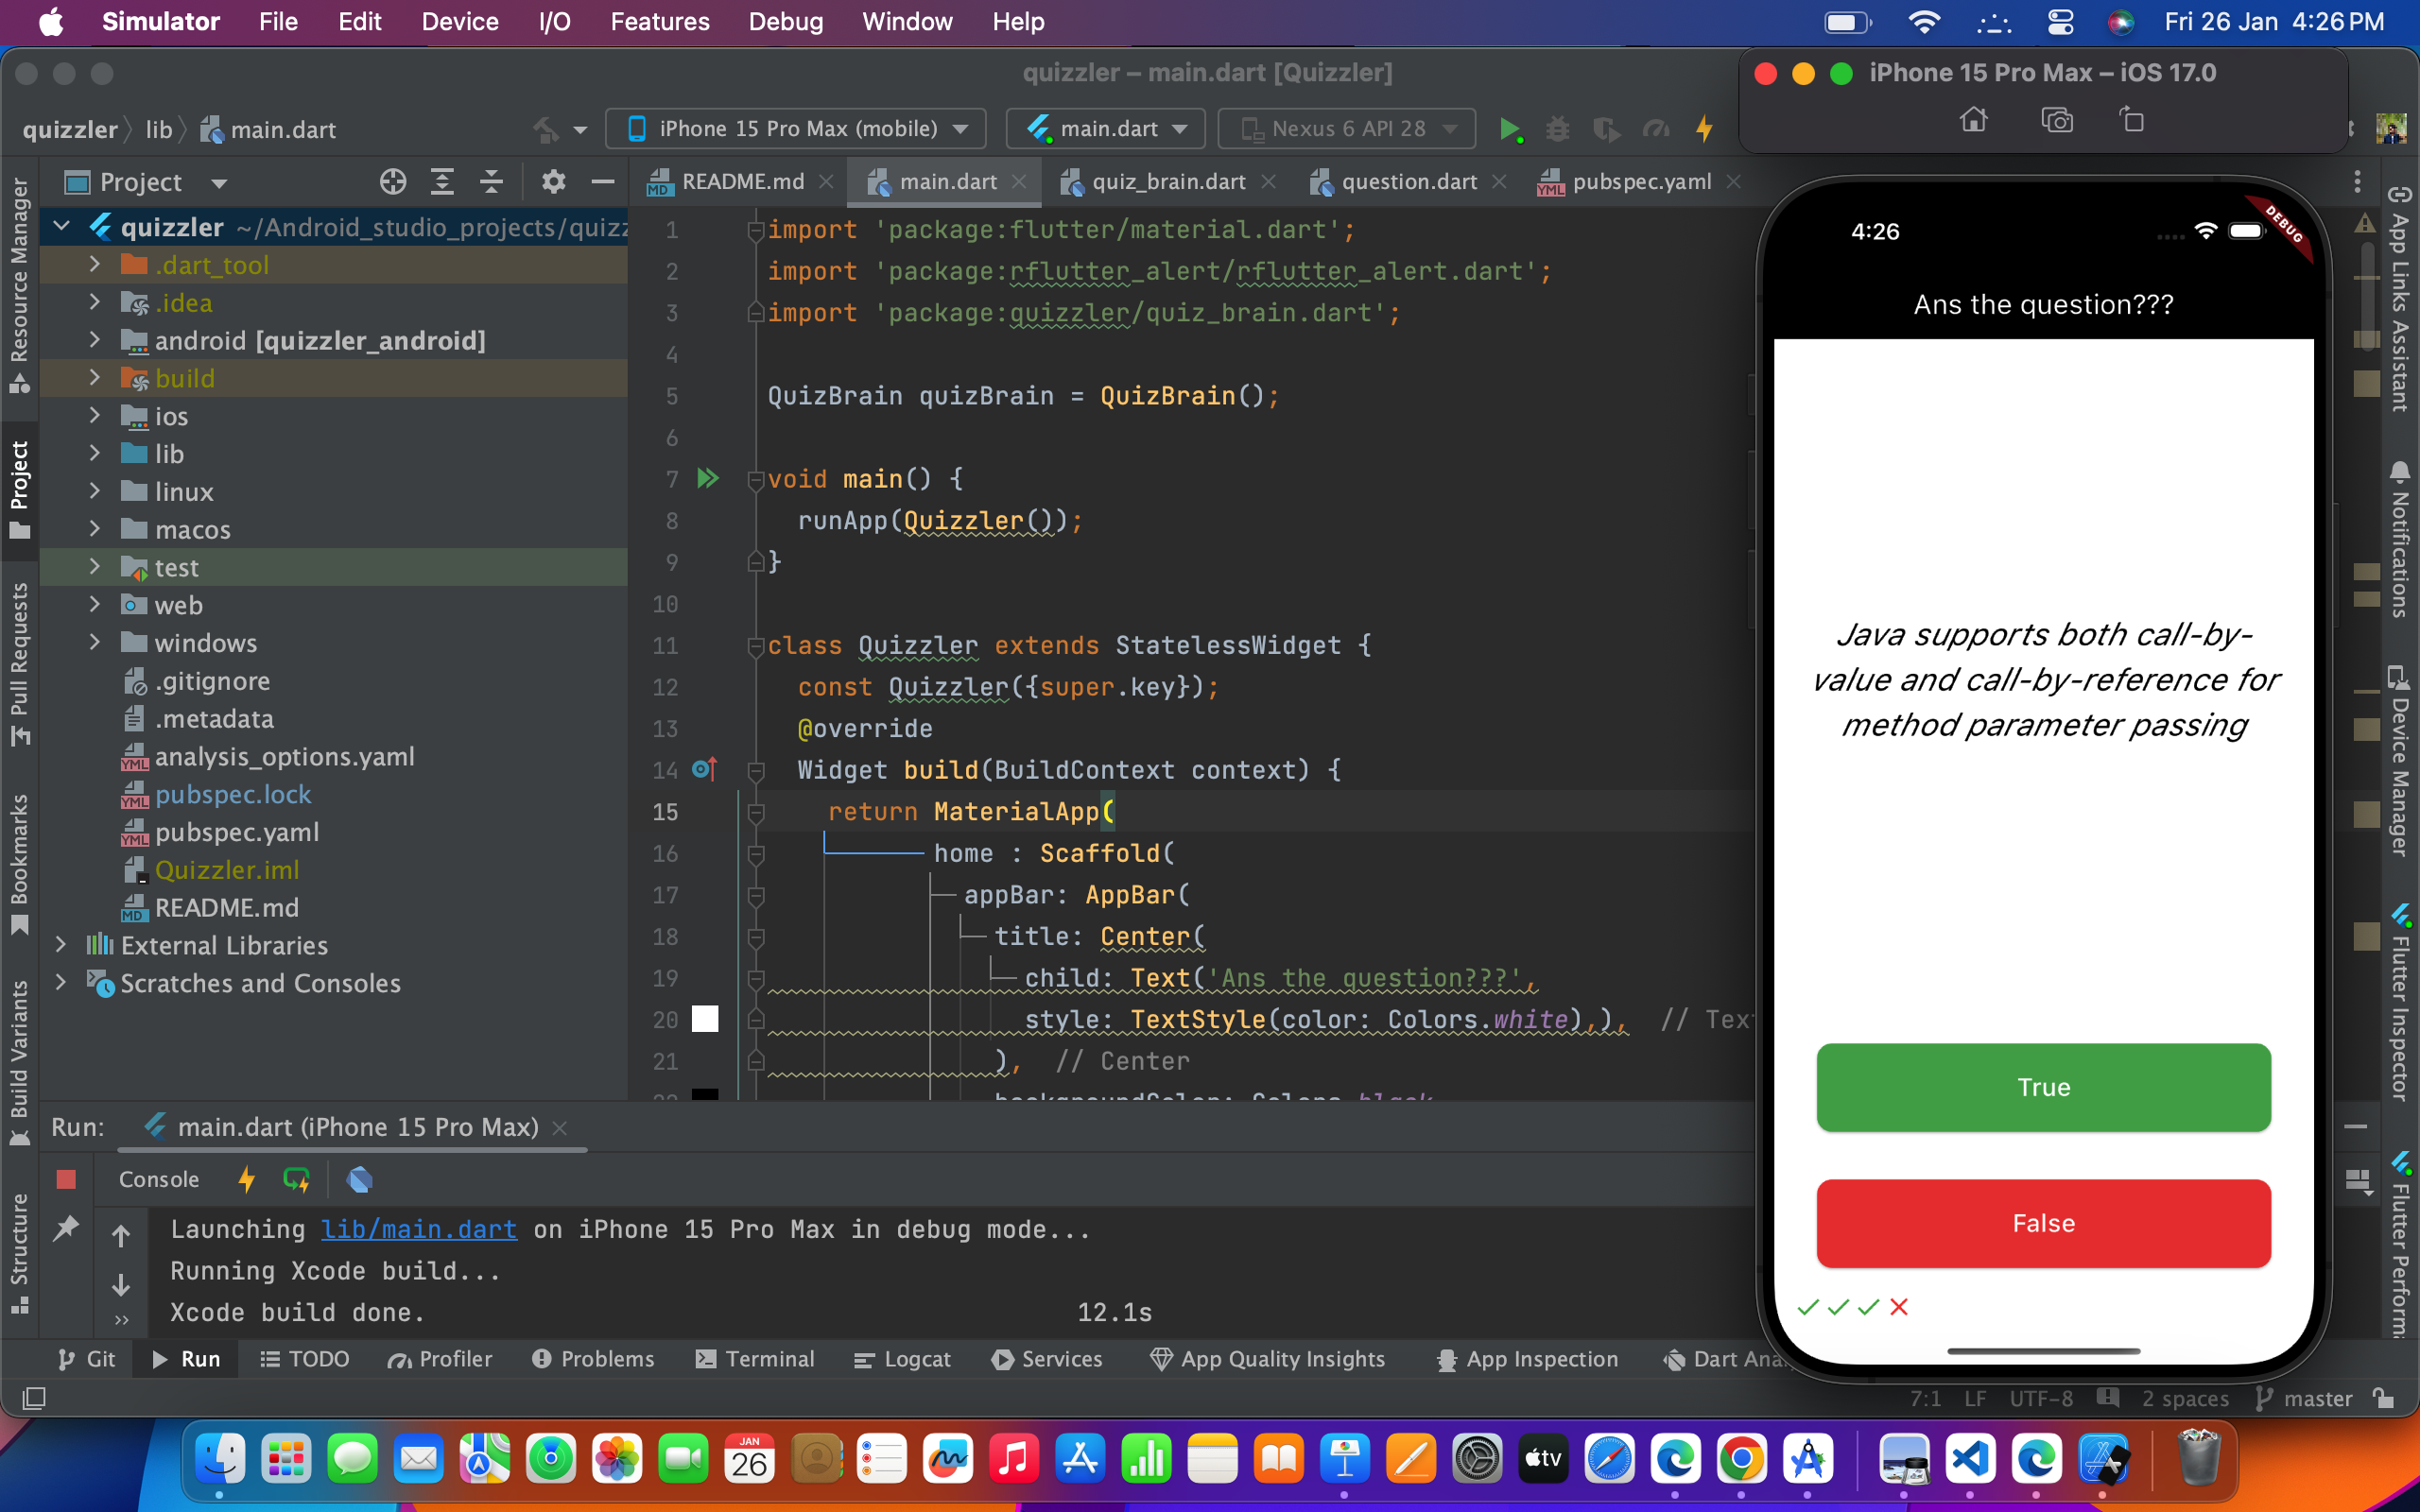 Simulator File Edit Device I/O Features Debug Window Help Fri 26 Jan 4:26 PM
quizzler – main.dart [Quizzler]
iPhone 15 Pro Max – iOS 17.0
quizzler lib main.dart iPhone 15 Pro Max (mobile) main.dart Nexus 6 API 28
Project README.md main.dart quiz_brain.dart question.dart pubspec.yaml
Resource Manager
Project
Pull Requests
Bookmarks
Build Variants
Structure
quizzler ~/Android_studio_projects/quizz
.dart_tool
.idea
android [quizzler_android]
build
ios
lib
linux
macos
test
web
windows
.gitignore
.metadata
analysis_options.yaml
pubspec.lock
pubspec.yaml
Quizzler.iml
README.md
External Libraries
Scratches and Consoles
1 import 'package:flutter/material.dart';
2 import 'package:rflutter_alert/rflutter_alert.dart';
3 import 'package:quizzler/quiz_brain.dart';
4
5 QuizBrain quizBrain = QuizBrain();
6
7 void main() {
8 runApp(Quizzler());
9 }
10
11 class Quizzler extends StatelessWidget {
12 const Quizzler({super.key});
13 @override
14 Widget build(BuildContext context) {
15 return MaterialApp(
16 home : Scaffold(
17 appBar: AppBar(
18 title: Center(
19 child: Text('Ans the question???',
20 style: TextStyle(color: Colors.white),), // Tex
21 ), // Center
22 backgroundColor: Colors.black
4:26
DEBUG
Ans the question???
Java supports both call-by-
value and call-by-reference for
method parameter passing
True
False
App Links Assistant
Notifications
Device Manager
Flutter Inspector
Flutter Perform
Run: main.dart (iPhone 15 Pro Max)
Console
Launching lib/main.dart on iPhone 15 Pro Max in debug mode...
Running Xcode build...
Xcode build done. 12.1s
Git Run TODO Profiler Problems Terminal Logcat Services App Quality Insights App Inspection Dart Anal
7:1 LF UTF-8 2 spaces master
JAN
26
tv